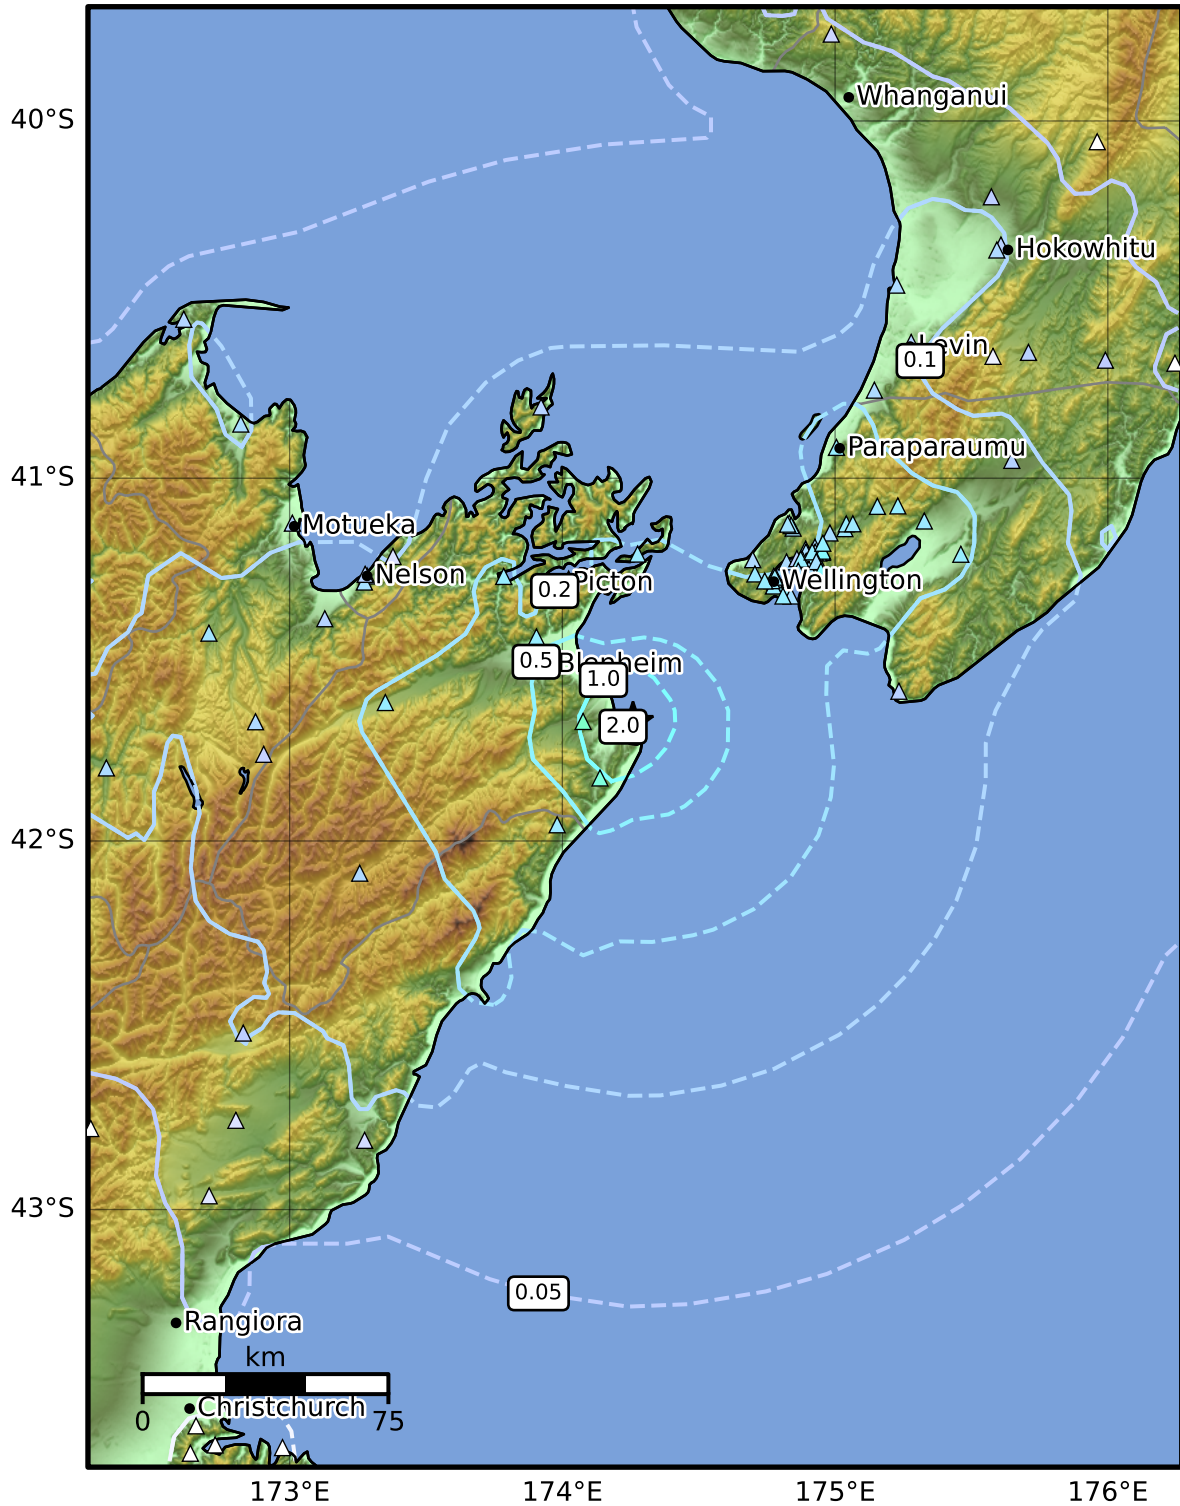 Whanganui
40°S
Hokowhitu
Levin
0.1
Paraparaumu
41°S
Motueka
Nelson
Picton
Wellington
0.2
0.5
Blenheim
1.0
2.0
42°S
43°S
0.05
Rangiora
km
Christchurch
0
75
173°E
174°E
175°E
176°E